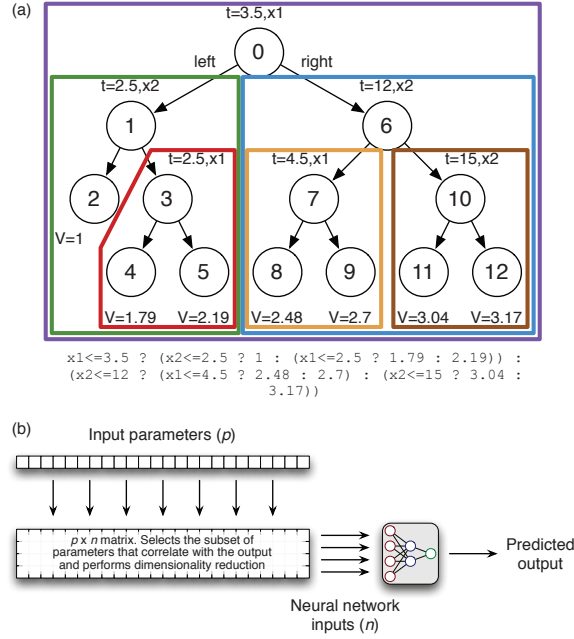 (a)
t=3.5,x1
0
left
right
t=2.5,x2
t=12,x2
1
6
t=2.5,x1
t=4.5,x1
t=15,x2
2
3
7
10
V=1
4
5
8
9
11
12
V=1.79
V=2.19
V=2.48
V=2.7
V=3.04
V=3.17
x1<=3.5 ? (x2<=2.5 ? 1 : (x1<=2.5 ? 1.79 : 2.19)) :
(x2<=12 ? (x1<=4.5 ? 2.48 : 2.7) : (x2<=15 ? 3.04 :
3.17))
(b)
Input parameters (p)
p x n matrix. Selects the subset of
parameters that correlate with the output
and performs dimensionality reduction
Predicted
output
Neural network
inputs (n)